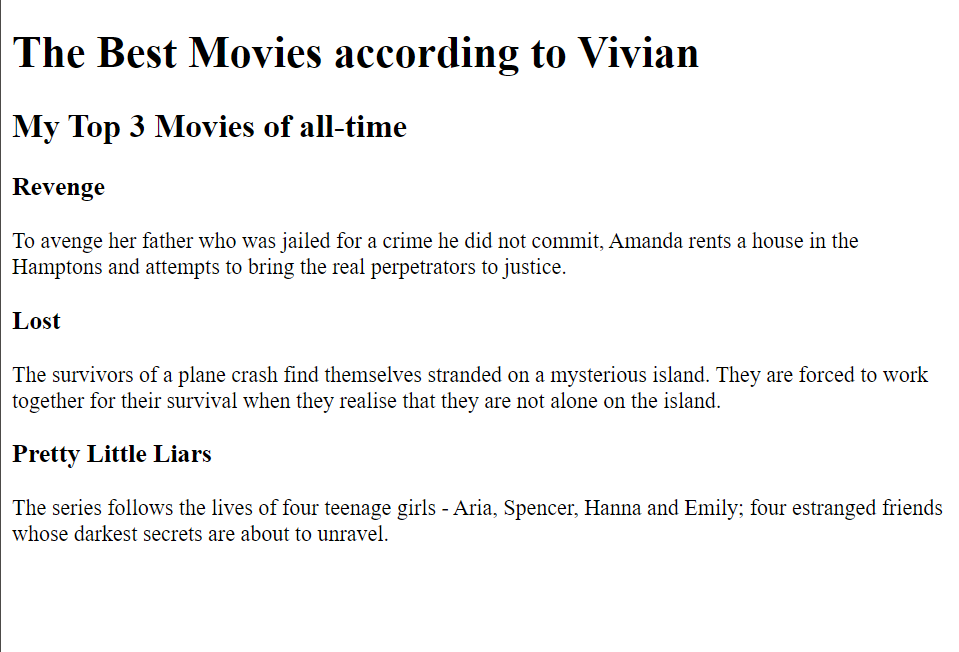 The Best Movies according to Vivian
My Top 3 Movies of all-time
Revenge
To avenge her father who was jailed for a crime he did not commit, Amanda rents a house in the
Hamptons and attempts to bring the real perpetrators to justice.
Lost
The survivors of a plane crash find themselves stranded on a mysterious island. They are forced to work
together for their survival when they realise that they are not alone on the island.
Pretty Little Liars
The series follows the lives of four teenage girls - Aria, Spencer, Hanna and Emily; four estranged friends
whose darkest secrets are about to unravel.